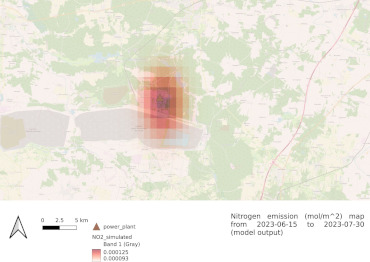 0 2.5 5 km
power_plant
NO2_simulated
Band 1 (Gray)
0.000125
0.000093
Nitrogen emission (mol/m^2) map
from 2023-06-15 to 2023-07-30
(model output)